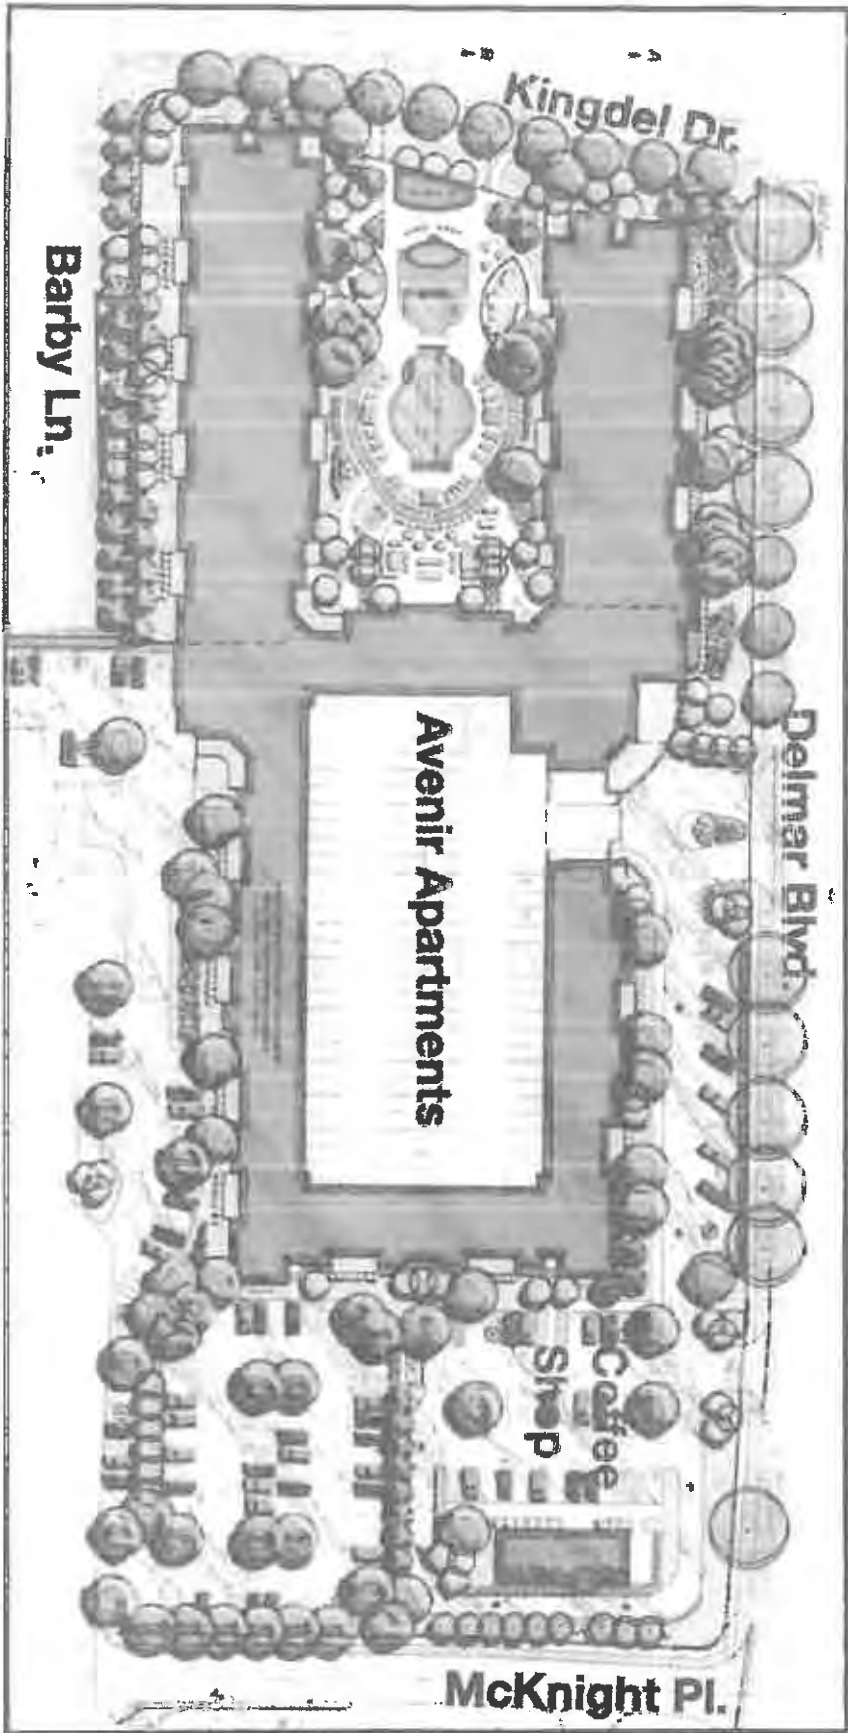 Kingdel Dr.
Barby Ln.
Delmar Blvd.
Avenir Apartments
Coffee
Shop
McKnight Pl.